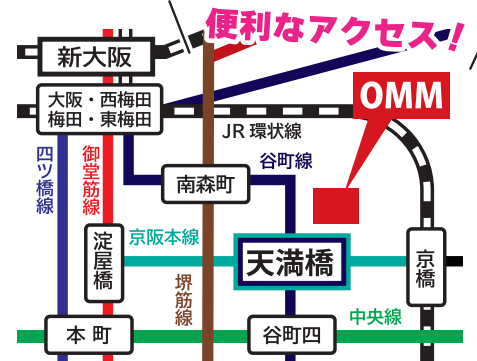 便利なアクセス！
新大阪
大阪・西梅田
梅田・東梅田
OMM
JR 環状線
四ツ橋線
御堂筋線
谷町線
南森町
淀屋橋
京阪本線
天満橋
京橋
堺筋線
中央線
本町
谷町四